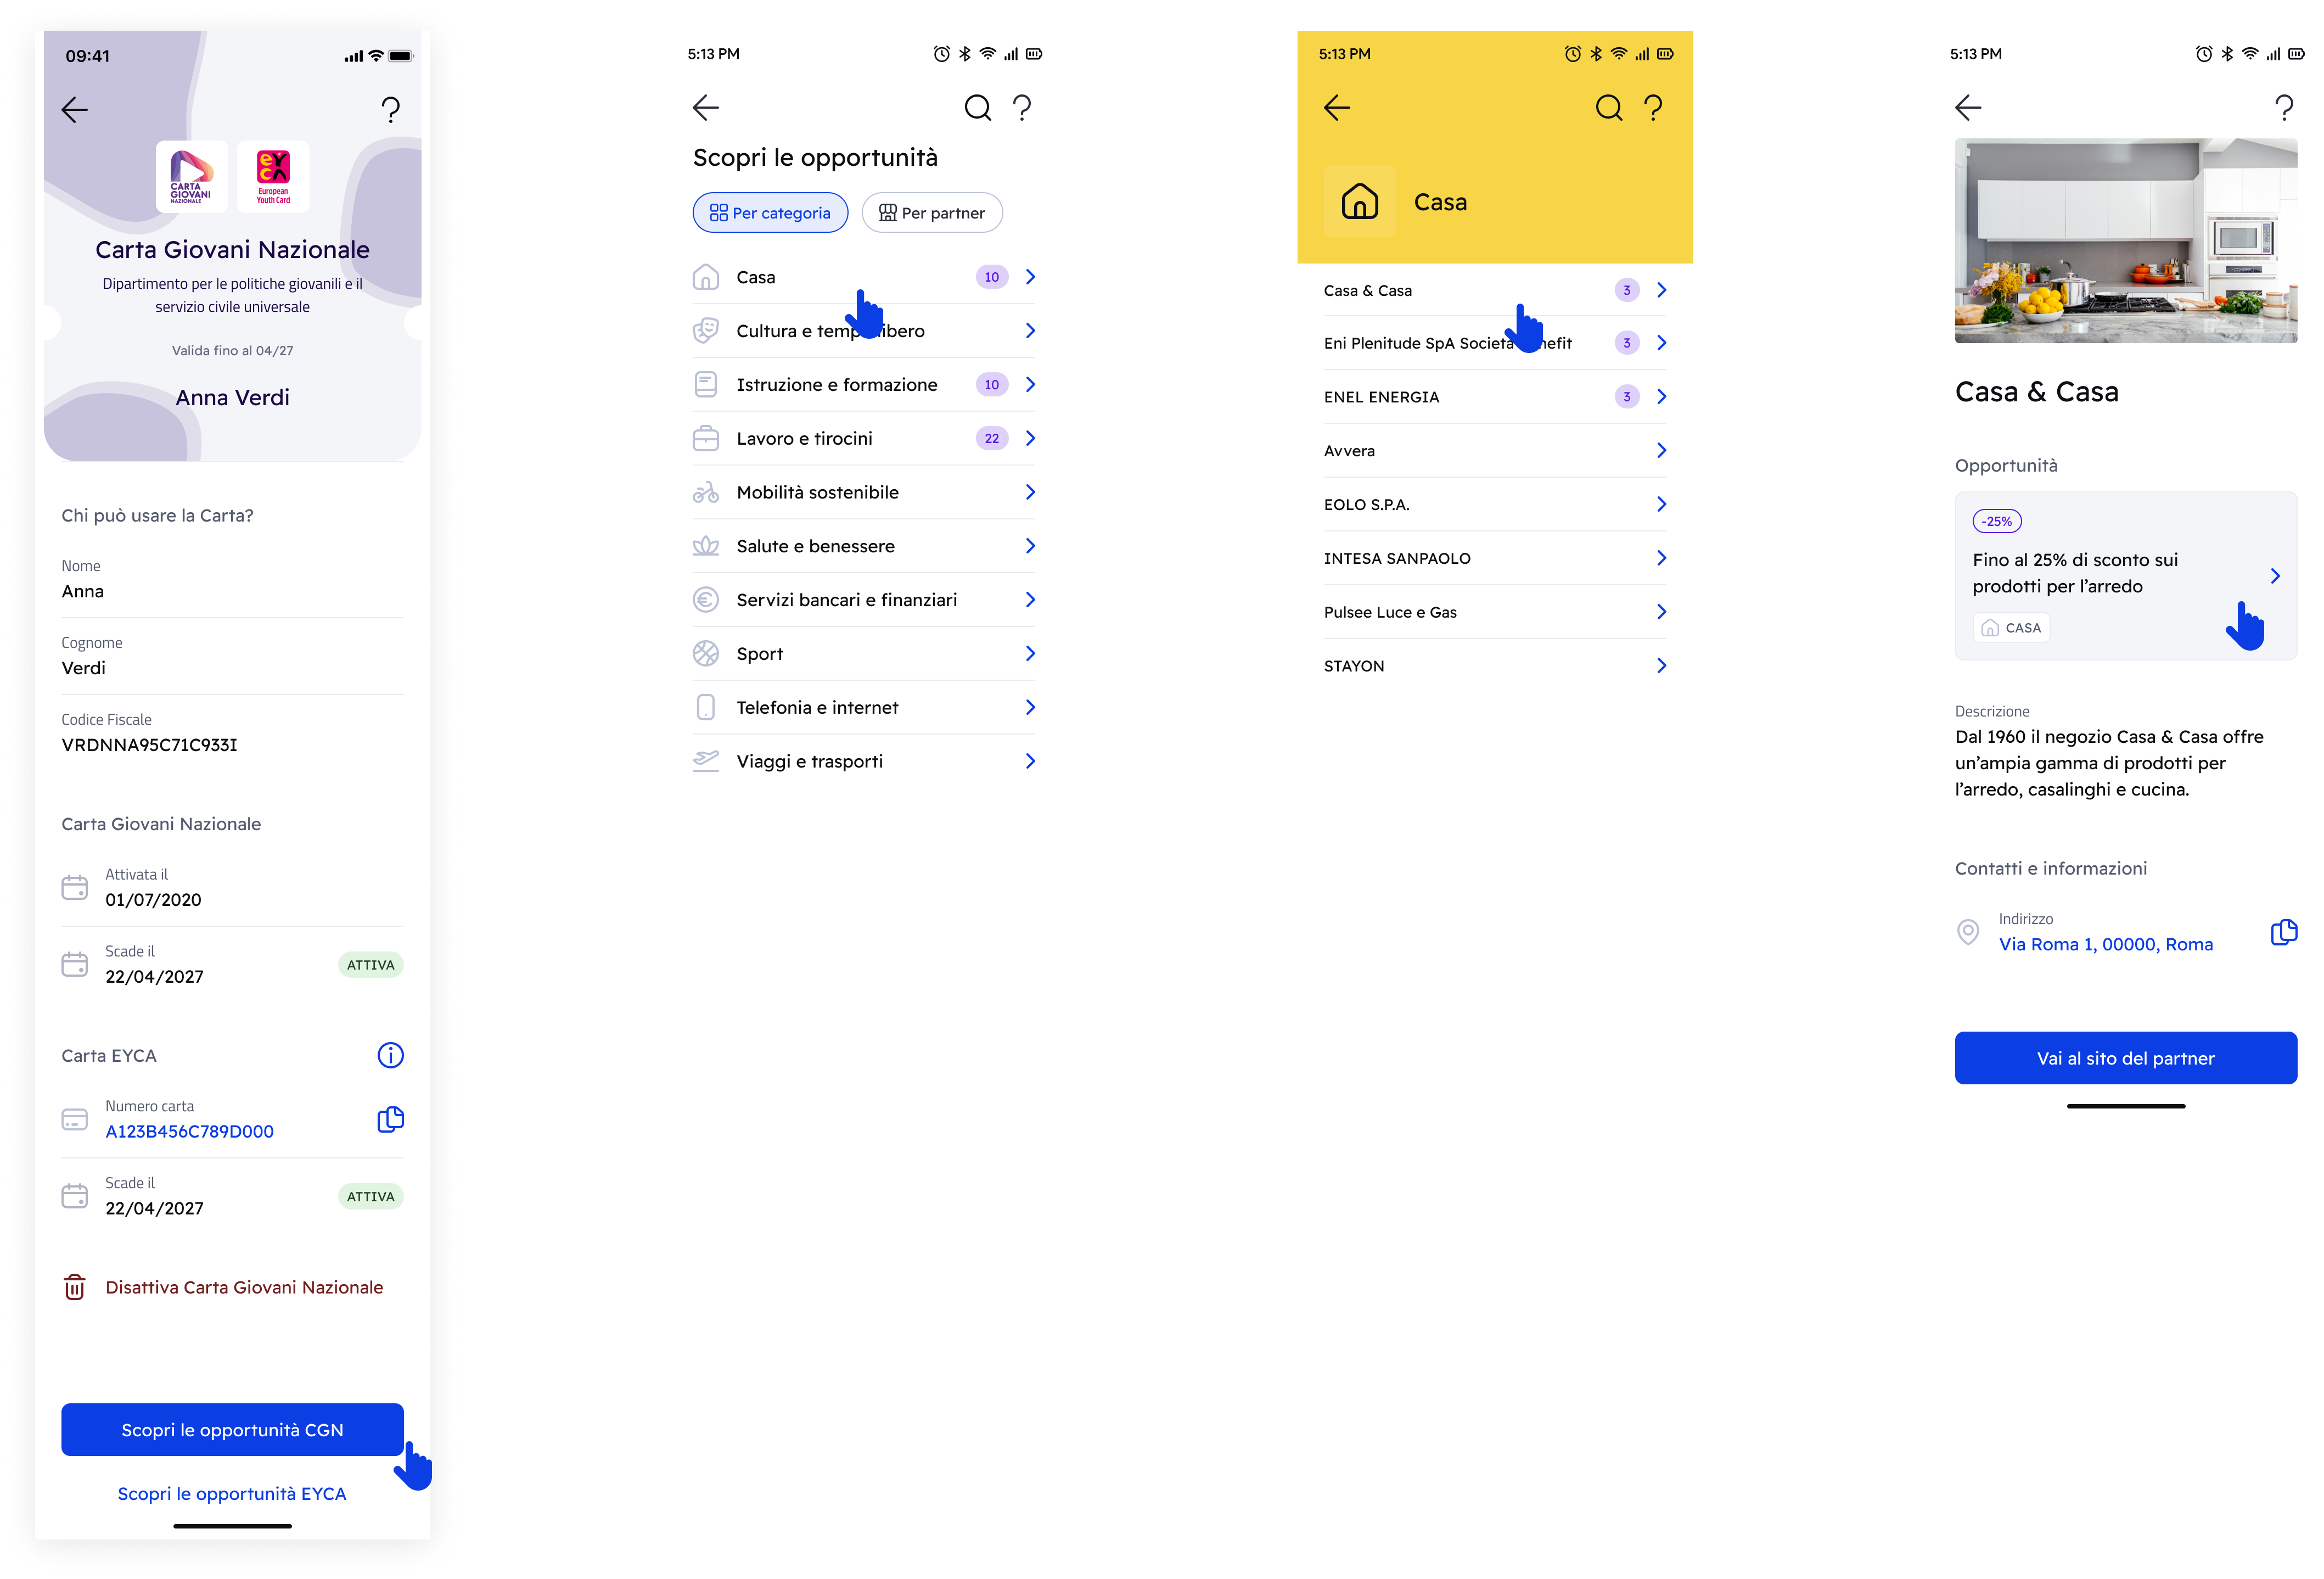 09:41
CARTA
GIOVANI
NAZIONALE
eyca
European
Youth Card
Carta Giovani Nazionale
Dipartimento per le politiche giovanili e il
servizio civile universale
Valida fino al 04/27
Anna Verdi
Chi può usare la Carta?
Nome
Anna
Cognome
Verdi
Codice Fiscale
VRDNNA95C71C933I
Carta Giovani Nazionale
Attivata il
01/07/2020
Scade il
22/04/2027
ATTIVA
Carta EYCA
Numero carta
A123B456C789D000
Scade il
22/04/2027
ATTIVA
Disattiva Carta Giovani Nazionale
Scopri le opportunità CGN
Scopri le opportunità EYCA
5:13 PM
Scopri le opportunità
Per categoria
Per partner
Casa 10
Cultura e tempo libero
Istruzione e formazione 10
Lavoro e tirocini 22
Mobilità sostenibile
Salute e benessere
Servizi bancari e finanziari
Sport
Telefonia e internet
Viaggi e trasporti
5:13 PM
Casa
Casa & Casa 3
Eni Plenitude SpA Società Benefit 3
ENEL ENERGIA 3
Avvera
EOLO S.P.A.
INTESA SANPAOLO
Pulsee Luce e Gas
STAYON
5:13 PM
Casa & Casa
Opportunità
-25%
Fino al 25% di sconto sui
prodotti per l’arredo
CASA
Descrizione
Dal 1960 il negozio Casa & Casa offre
un’ampia gamma di prodotti per
l’arredo, casalinghi e cucina.
Contatti e informazioni
Indirizzo
Via Roma 1, 00000, Roma
Vai al sito del partner